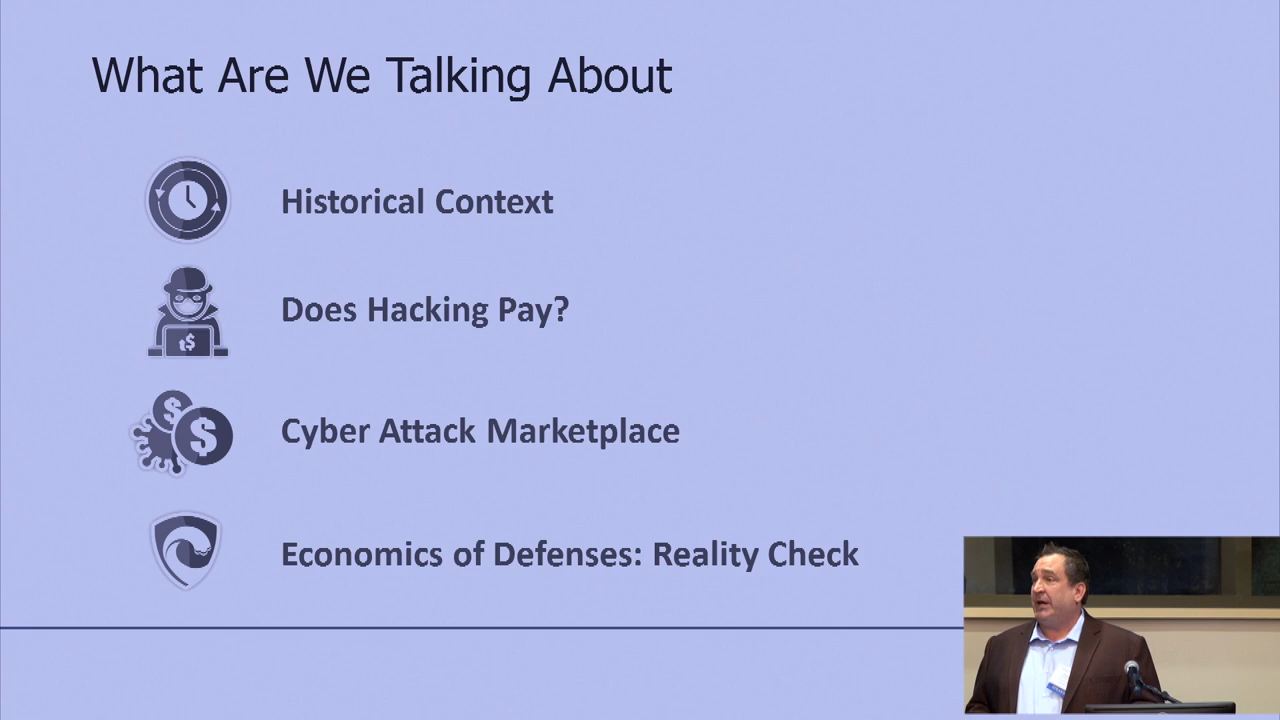 What Are We Talking About
Historical Context
Does Hacking Pay?
$
$
$
Cyber Attack Marketplace
Economics of Defenses: Reality Check